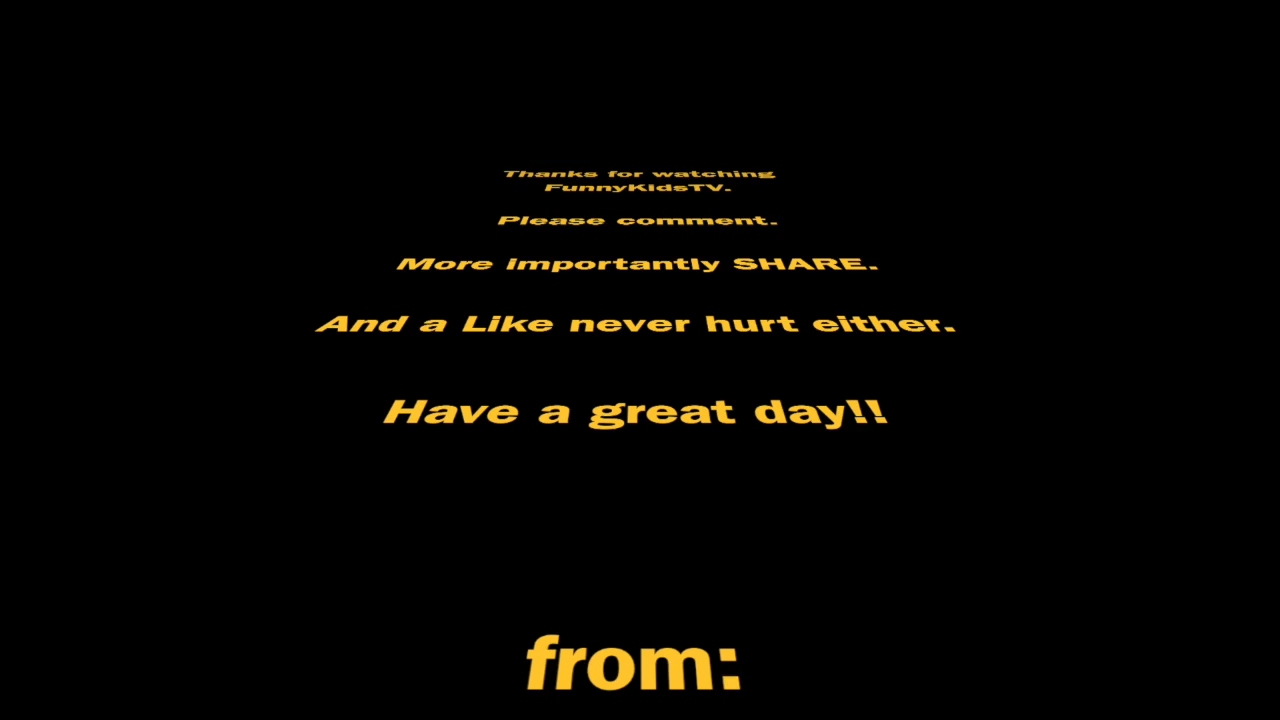 Thanks for watching
FunnyKidsTV.
Please comment.
More importantly SHARE.
And a Like never hurt either.
Have a great day!!
from: